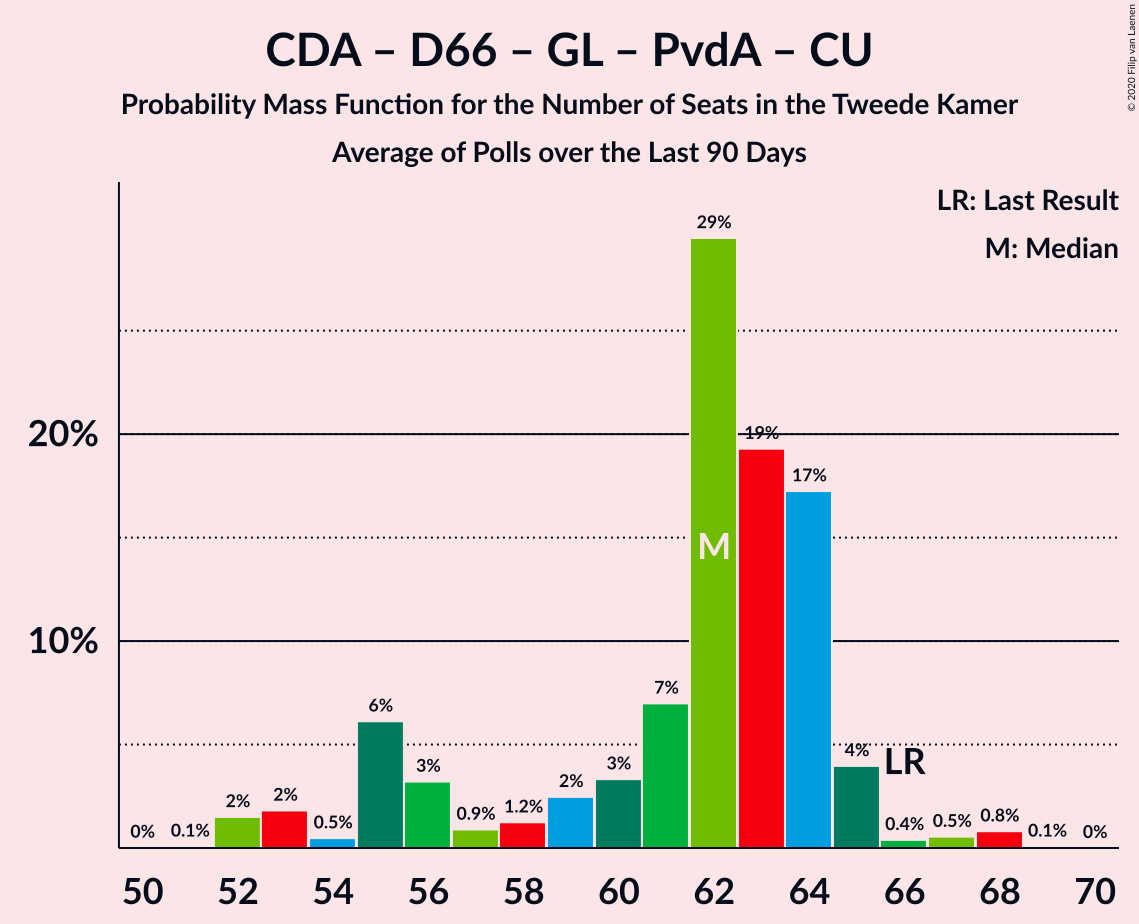 CDA – D66 – GL – PvdA – CU
Probability Mass Function for the Number of Seats in the Tweede Kamer
Average of Polls over the Last 90 Days
© 2020 Filip van Laenen
LR: Last Result
M: Median
20%
10%
0%
0.1%
2%
2%
0.5%
6%
3%
0.9%
1.2%
2%
3%
7%
29%
19%
17%
4%
0.4%
0.5%
0.8%
0.1%
0%
M
LR
50 52 54 56 58 60 62 64 66 68 70